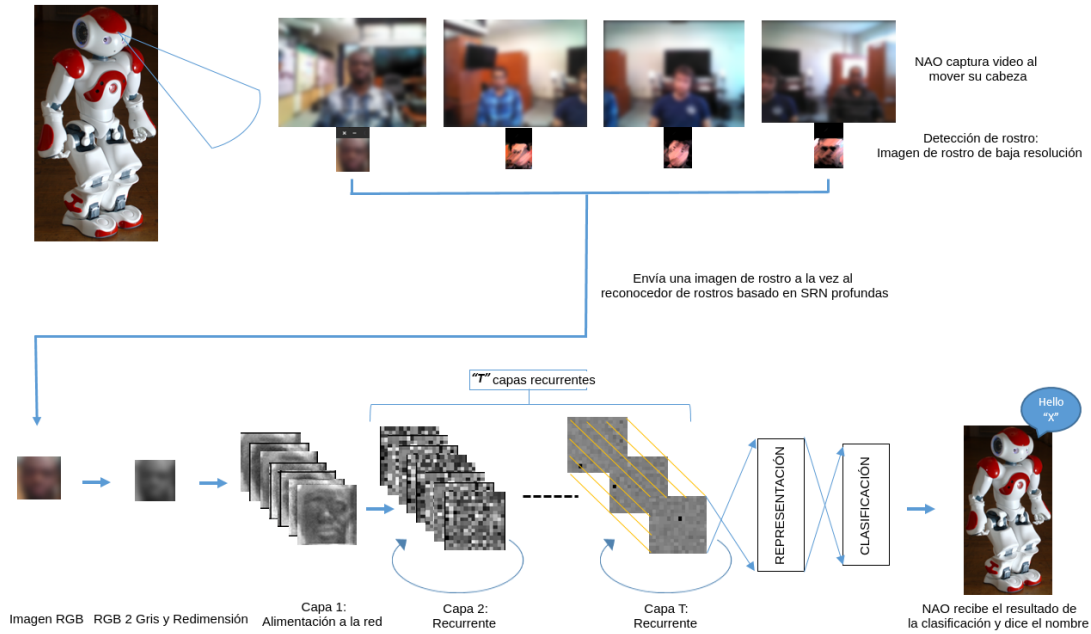 NAO captura video al
mover su cabeza
Detección de rostro:
Imagen de rostro de baja resolución
Envía una imagen de rostro a la vez al
reconocedor de rostros basado en SRN profundas
“T” capas recurrentes
Hello
“X”
REPRESENTACIÓN
CLASIFICACIÓN
Imagen RGB
RGB 2 Gris y Redimensión
Capa 1:
Alimentación a la red
Capa 2:
Recurrente
Capa T:
Recurrente
NAO recibe el resultado de
la clasificación y dice el nombre